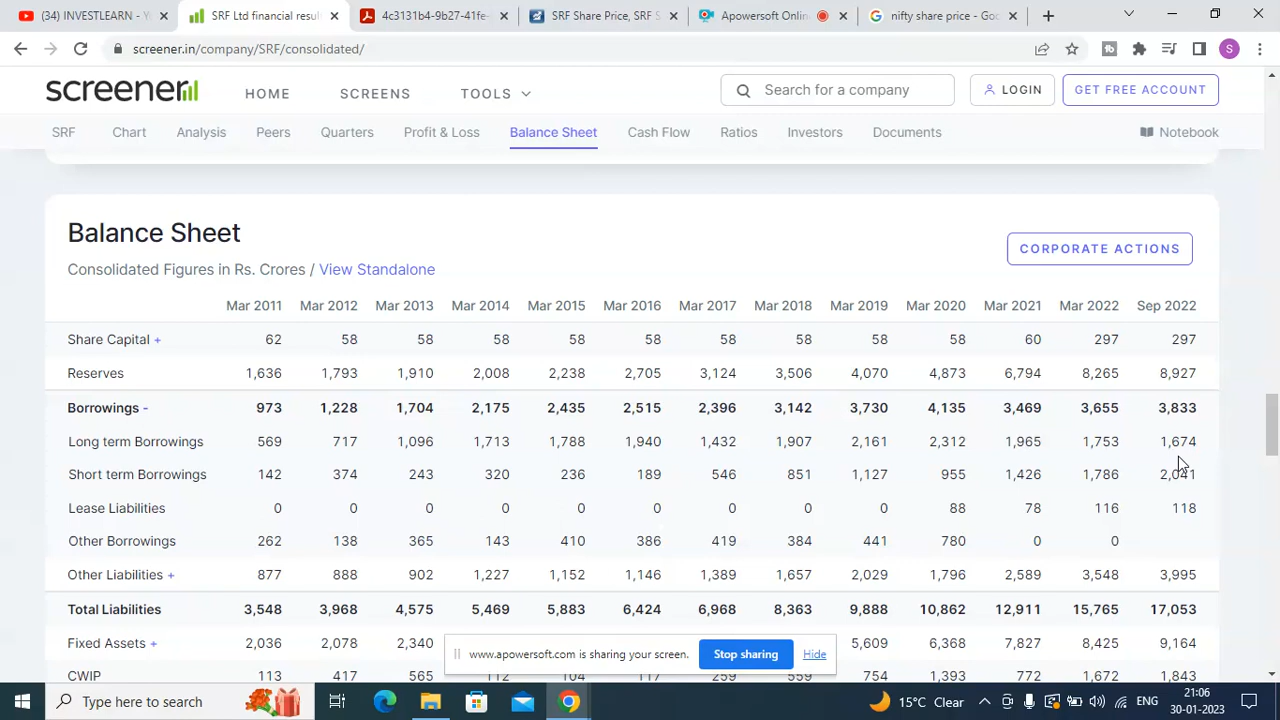 (34) INVESTLEARN - Y
SRF Ltd financial resul
4c3131b4-9b27-41fe-
SRF Share Price, SRF S
Apowersoft Onli
nifty share price - Goo
screener.in/company/SRF/consolidated/
S
screener
HOME
SCREENS
TOOLS
Search for a company
LOGIN
GET FREE ACCOUNT
SRF
Chart
Analysis
Peers
Quarters
Profit & Loss
Balance Sheet
Cash Flow
Ratios
Investors
Documents
Notebook
Balance Sheet
CORPORATE ACTIONS
Consolidated Figures in Rs. Crores / View Standalone
Mar 2011 Mar 2012 Mar 2013 Mar 2014 Mar 2015 Mar 2016 Mar 2017 Mar 2018 Mar 2019 Mar 2020 Mar 2021 Mar 2022 Sep 2022
Share Capital + 62 58 58 58 58 58 58 58 58 58 60 297 297
Reserves 1,636 1,793 1,910 2,008 2,238 2,705 3,124 3,506 4,070 4,873 6,794 8,265 8,927
Borrowings - 973 1,228 1,704 2,175 2,435 2,515 2,396 3,142 3,730 4,135 3,469 3,655 3,833
Long term Borrowings 569 717 1,096 1,713 1,788 1,940 1,432 1,907 2,161 2,312 1,965 1,753 1,674
Short term Borrowings 142 374 243 320 236 189 546 851 1,127 955 1,426 1,786 2,041
Lease Liabilities 0 0 0 0 0 0 0 0 0 88 78 116 118
Other Borrowings 262 138 365 143 410 386 419 384 441 780 0 0
Other Liabilities + 877 888 902 1,227 1,152 1,146 1,389 1,657 2,029 1,796 2,589 3,548 3,995
Total Liabilities 3,548 3,968 4,575 5,469 5,883 6,424 6,968 8,363 9,888 10,862 12,911 15,765 17,053
Fixed Assets + 2,036 2,078 2,340 5,609 6,368 7,827 8,425 9,164
www.apowersoft.com is sharing your screen. Stop sharing Hide
CWIP 113 417 565 112 104 117 259 559 754 1,393 772 1,672 1,843
Type here to search
15°C Clear
ENG
21:06
30-01-2023